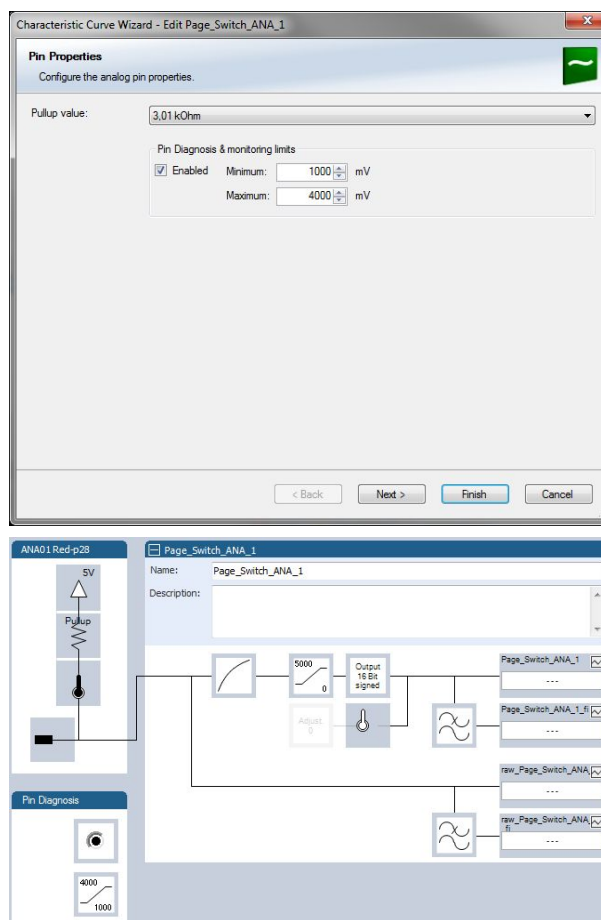 Characteristic Curve Wizard - Edit Page_Switch_ANA_1
Pin Properties
Configure the analog pin properties.
Pullup value:
3,01 kOhm
Pin Diagnosis & monitoring limits
Enabled Minimum: 1000 mV
Maximum: 4000 mV
< Back Next > Finish Cancel
ANA01 Red-p28
5V
Pullup
Page_Switch_ANA_1
Name: Page_Switch_ANA_1
Description:
5000
0
Output
16 Bit
signed
Adjust
0
Page_Switch_ANA_1
---
Page_Switch_ANA_1_fi
---
raw_Page_Switch_ANA_
---
raw_Page_Switch_ANA_
fi
---
Pin Diagnosis
4000
1000